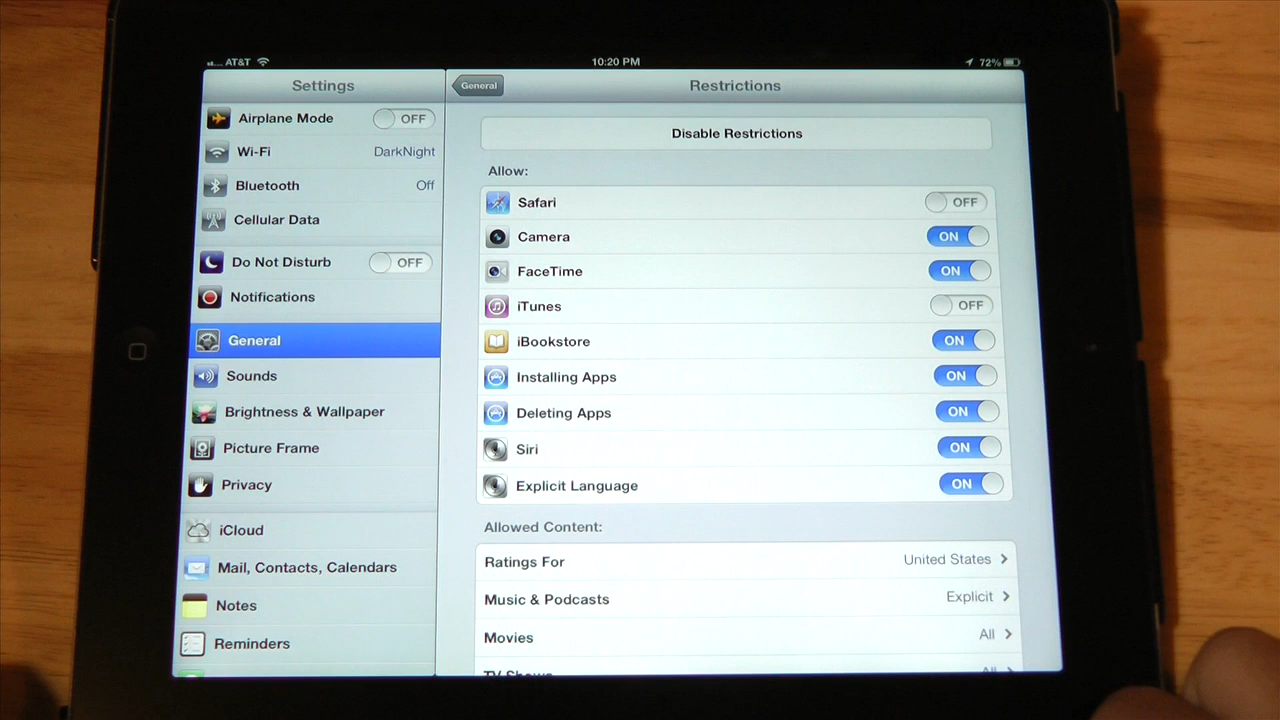 AT&T 10:20 PM 72%
Settings
Airplane Mode OFF
Wi-Fi DarkNight
Bluetooth Off
Cellular Data
Do Not Disturb OFF
Notifications
General
Sounds
Brightness & Wallpaper
Picture Frame
Privacy
iCloud
Mail, Contacts, Calendars
Notes
Reminders
General Restrictions
Disable Restrictions
Allow:
Safari OFF
Camera ON
FaceTime ON
iTunes OFF
iBookstore ON
Installing Apps ON
Deleting Apps ON
Siri ON
Explicit Language ON
Allowed Content:
Ratings For United States
Music & Podcasts Explicit
Movies All
TV Shows All